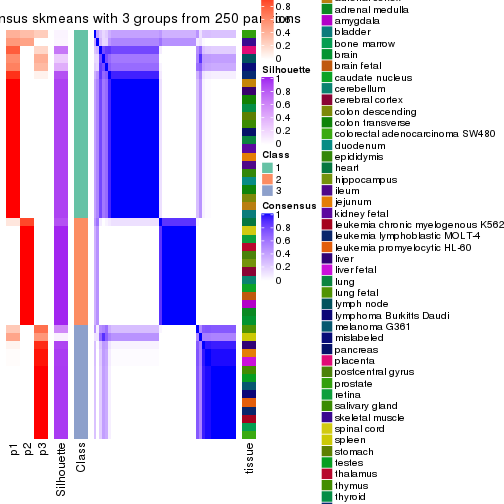 nsus skmeans with 3 groups from 250 par
0.8
0.6
0.4
0.2
0
Silhouette
1
0.8
0.6
0.4
0.2
0
Class
1
2
3
Consensus
1
0.8
0.6
0.4
0.2
0
p1
p2
p3
Silhouette
Class
tissue
adrenal medulla
amygdala
bladder
bone marrow
brain
brain fetal
caudate nucleus
cerebellum
cerebral cortex
colon descending
colon transverse
colorectal adenocarcinoma SW480
duodenum
epididymis
heart
hippocampus
ileum
jejunum
kidney fetal
leukemia chronic myelogenous K562
leukemia lymphoblastic MOLT-4
leukemia promyelocytic HL-60
liver
liver fetal
lung
lung fetal
lymph node
lymphoma Burkitts Daudi
melanoma G361
mislabeled
pancreas
placenta
postcentral gyrus
prostate
retina
salivary gland
skeletal muscle
spinal cord
spleen
stomach
testes
thalamus
thymus
thyroid